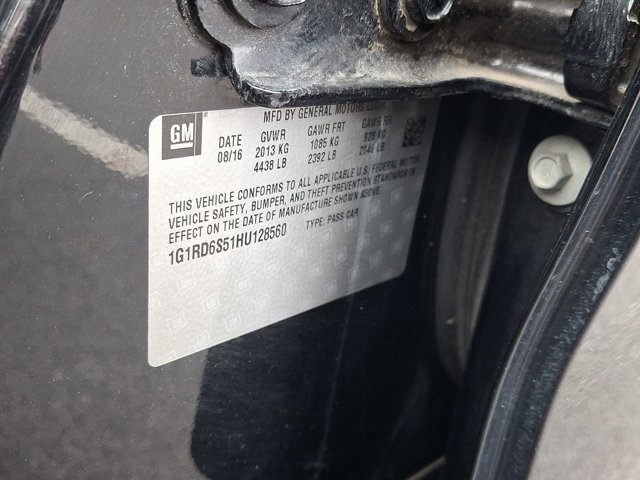 GM
MFD BY GENERAL MOTORS LLC
DATE GVWR GAWR FRT GAWR RR
08/16 2013 KG 1085 KG 928 KG
4438 LB 2392 LB 2046 LB
THIS VEHICLE CONFORMS TO ALL APPLICABLE U.S. FEDERAL MOTOR
VEHICLE SAFETY, BUMPER, AND THEFT PREVENTION STANDARDS IN
EFFECT ON THE DATE OF MANUFACTURE SHOWN ABOVE.
1G1RD6S51HU128560 TYPE: PASS CAR